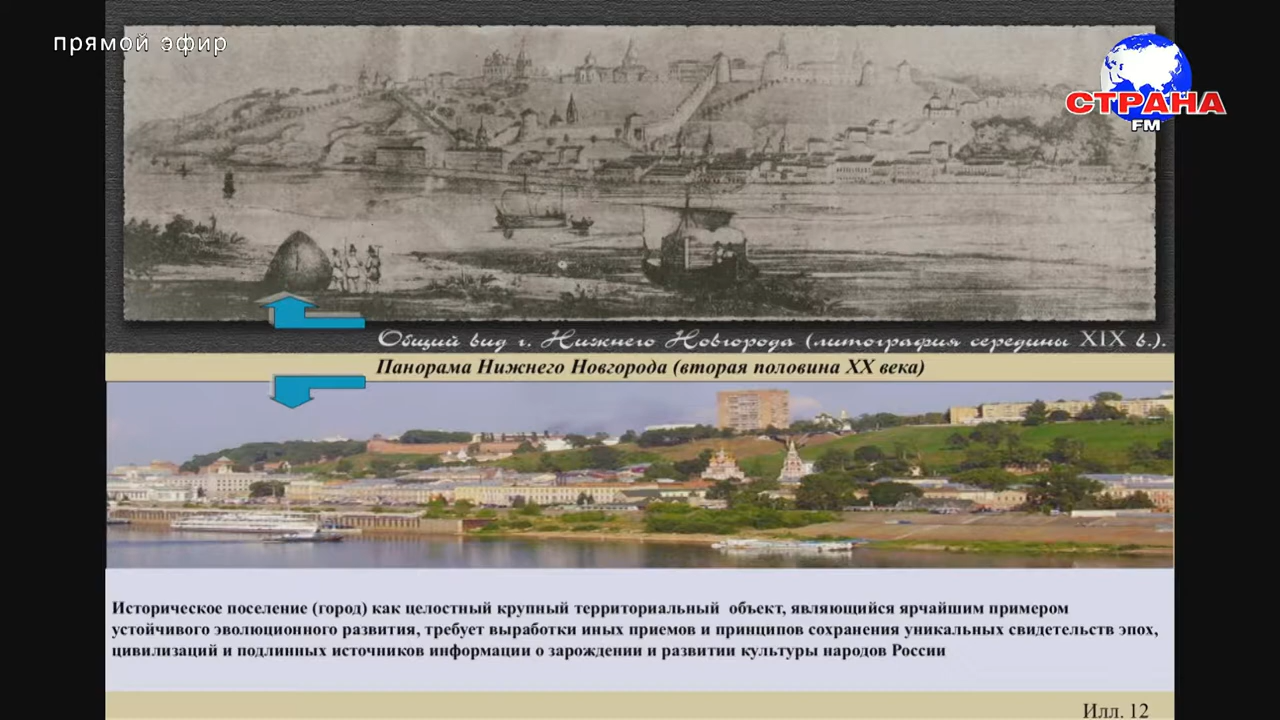 прямой эфир
СТРАНА
FM
Общий вид г. Нижнего Новгорода (литография середины XIX в.).
Панорама Нижнего Новгорода (вторая половина XX века)
Историческое поселение (город) как целостный крупный территориальный объект, являющийся ярчайшим примером
устойчивого эволюционного развития, требует выработки иных приемов и принципов сохранения уникальных свидетельств эпох,
цивилизаций и подлинных источников информации о зарождении и развитии культуры народов России
Илл. 12